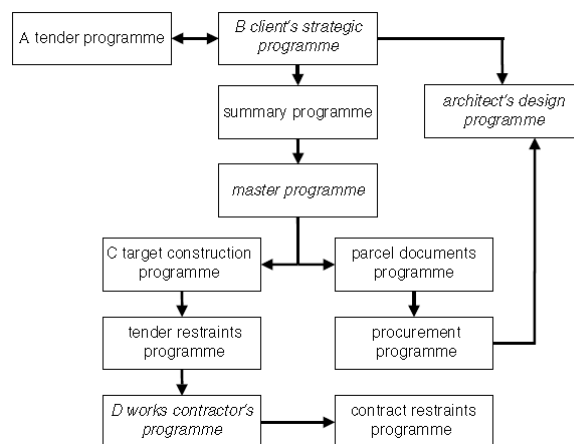 A tender programme
B client's strategic
programme
summary programme
architect's design
programme
master programme
C target construction
programme
parcel documents
programme
tender restraints
programme
procurement
programme
D works contractor's
programme
contract restraints
programme